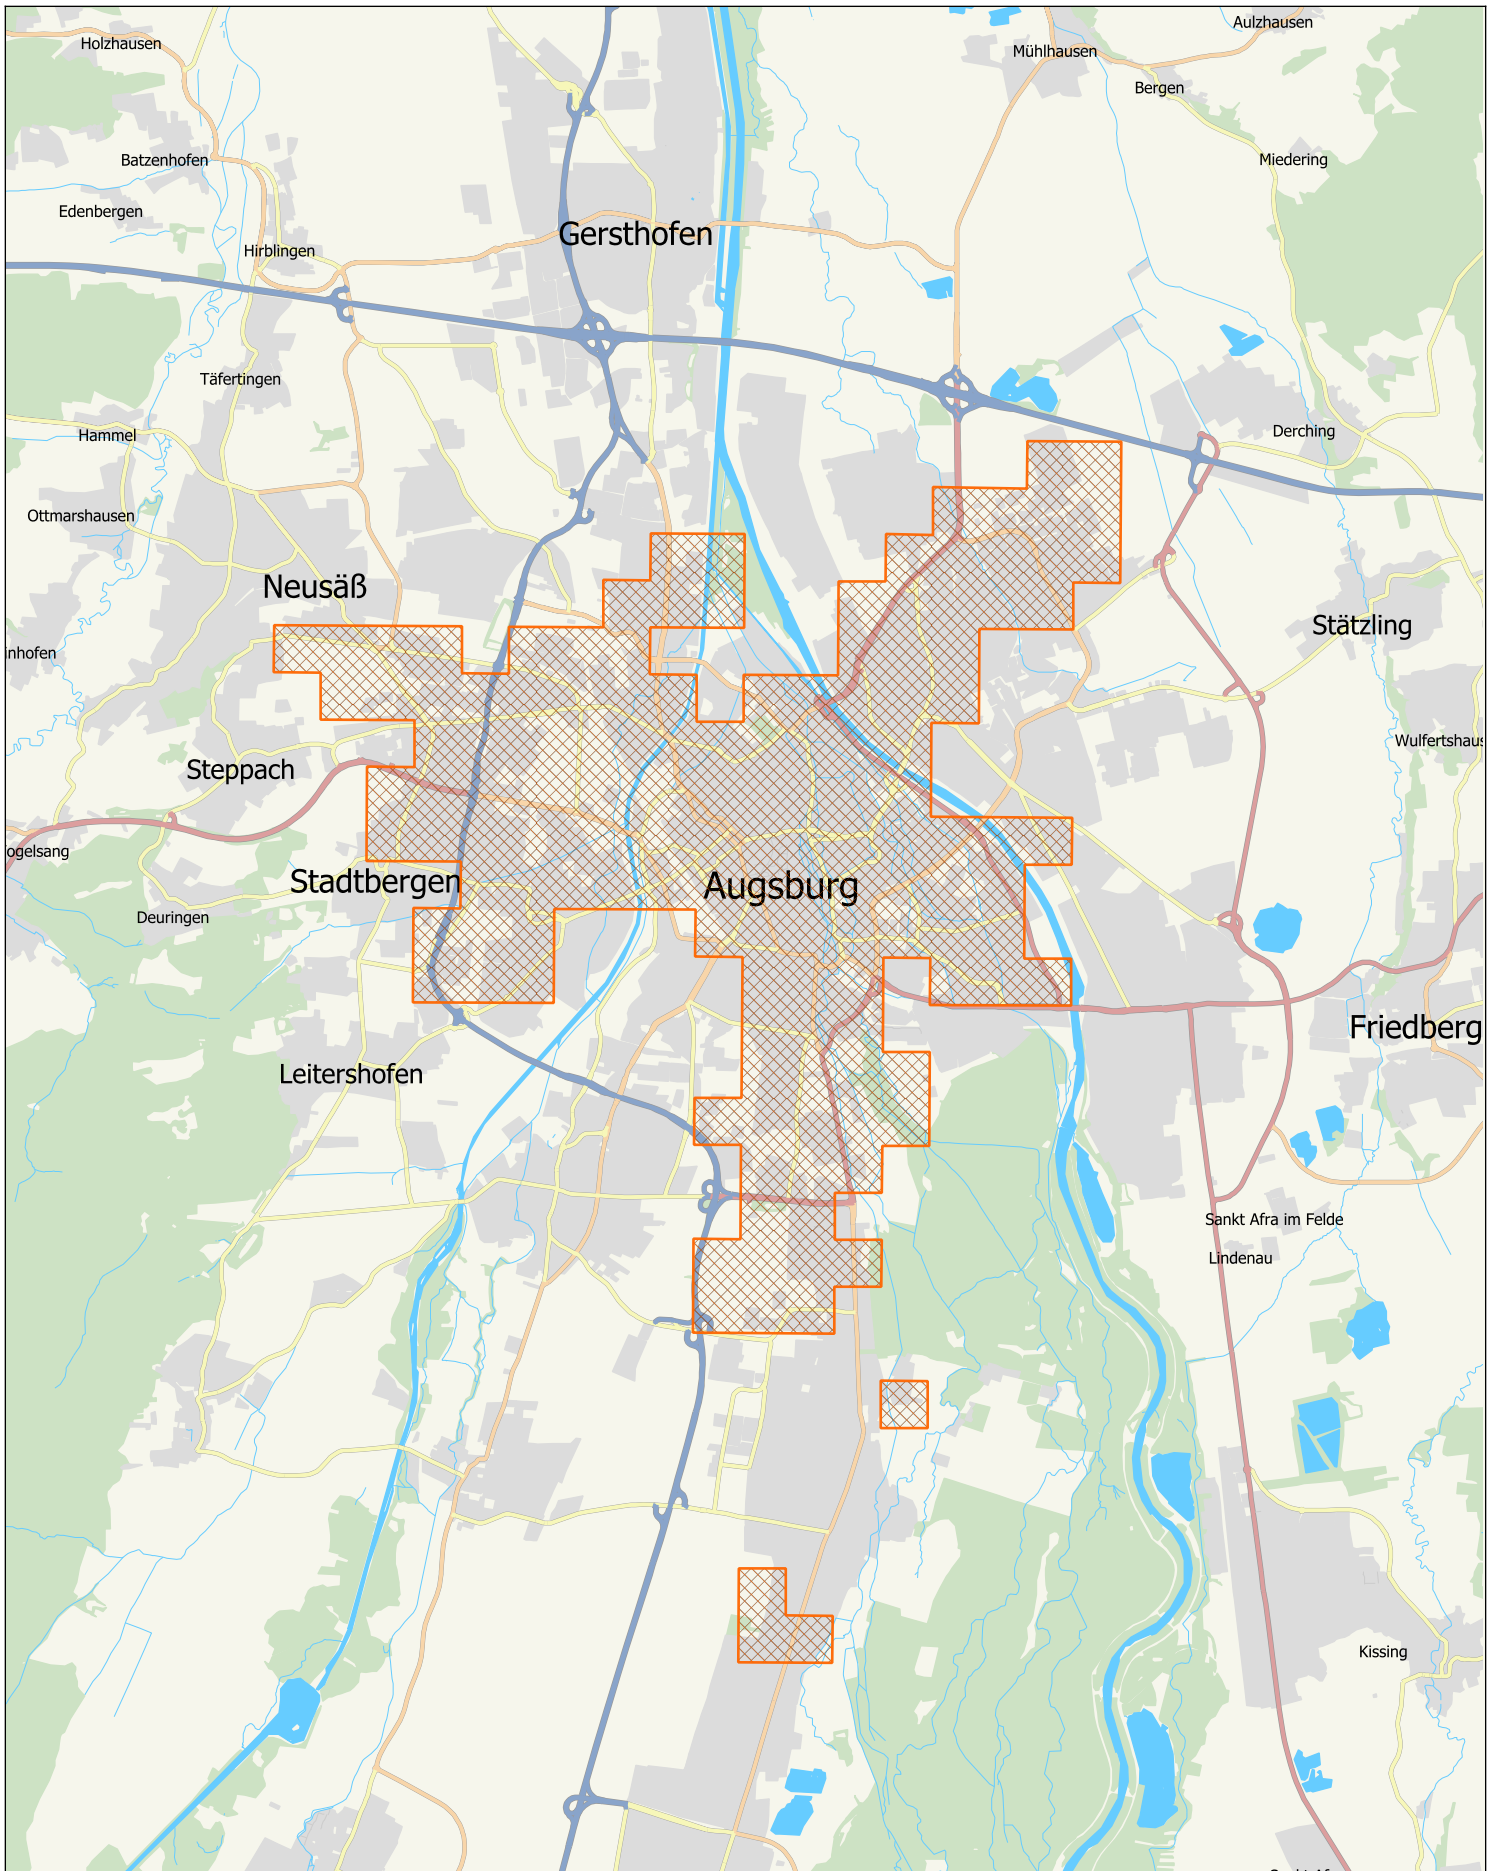 Aulzhausen
Holzhausen
Mühlhausen
Bergen
Batzenhofen
Miedering
Edenbergen
Gersthofen
Hirblingen
Täfertingen
Hammel
Derching
Ottmarshausen
Neusäß
Stätzling
inhofen
Wulfertshaus
Steppach
ogelsang
Stadtbergen
Augsburg
Deuringen
Friedberg
Leitershofen
Sankt Afra im Felde
Lindenau
Kissing